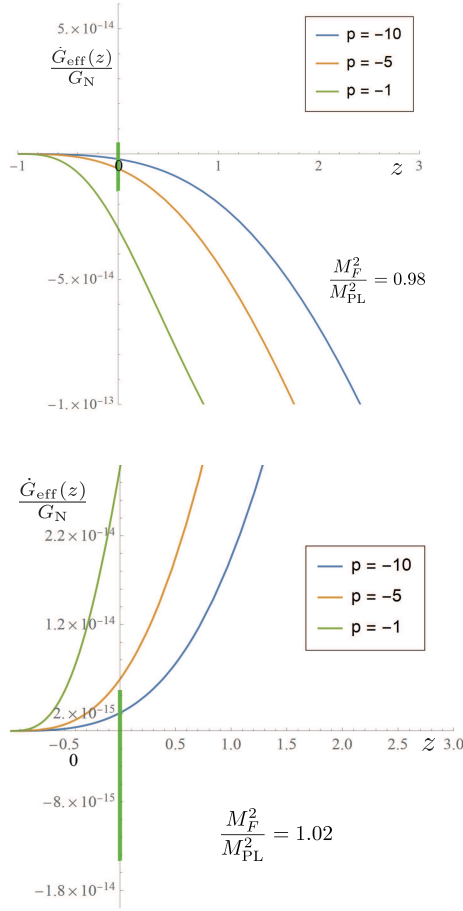 5.×10⁻¹⁴
Ġ_eff(z)/G_N
p = −10
p = −5
p = −1
−1 0 1 2 3
z
−5.×10⁻¹⁴
M_F²/M_PL² = 0.98
−1.×10⁻¹³
Ġ_eff(z)/G_N
2.2×10⁻¹⁴
p = −10
p = −5
p = −1
1.2×10⁻¹⁴
2.×10⁻¹⁵
−0.5 0.5 1.0 1.5 2.0 2.5 3.0
z
0
−8.×10⁻¹⁵
M_F²/M_PL² = 1.02
−1.8×10⁻¹⁴